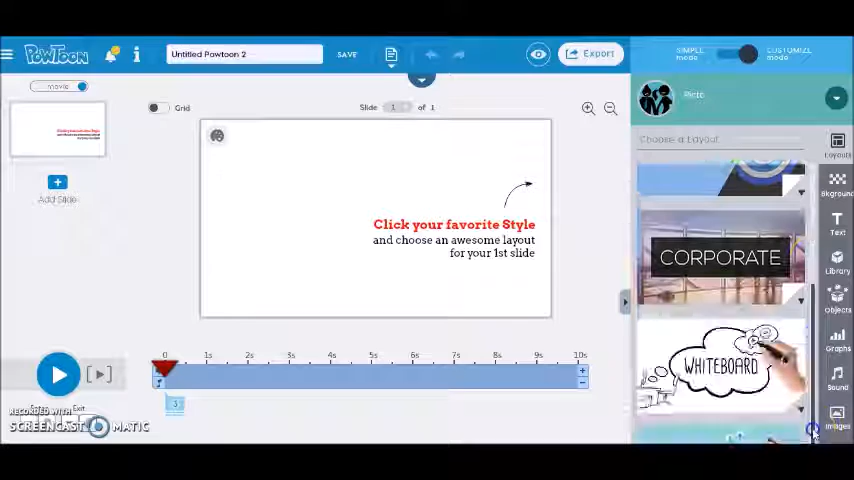 POWTOON
Untitled Powtoon 2
SAVE
Export
SIMPLE mode
CUSTOMIZE mode
movie
Grid
Slide 1 of 1
Picto
Choose a Layout
Layouts
Click your favorite Style
and choose an awesome layout
for your 1st slide
Add Slide
Bkground
Text
CORPORATE
Library
Objects
Graphs
WHITEBOARD
Sound
Images
0 1s 2s 3s 4s 5s 6s 7s 8s 9s 10s
Exit
RECORDED WITH
SCREENCAST MATIC